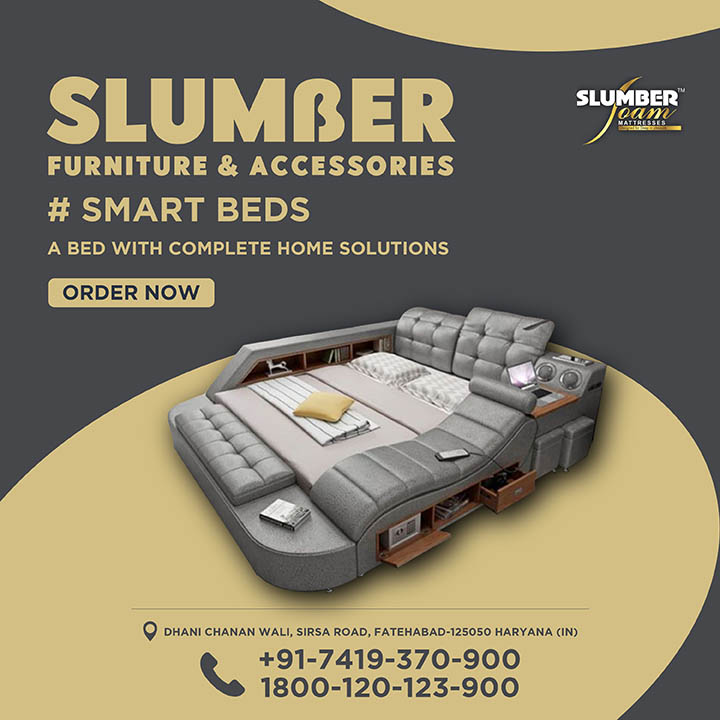 SLUMßER
FURNITURE & ACCESSORIES
# SMART BEDS
A BED WITH COMPLETE HOME SOLUTIONS
ORDER NOW
SLUMßER™
foam
MATTRESSES
DHANI CHANAN WALI, SIRSA ROAD, FATEHABAD-125050 HARYANA (IN)
+91-7419-370-900
1800-120-123-900